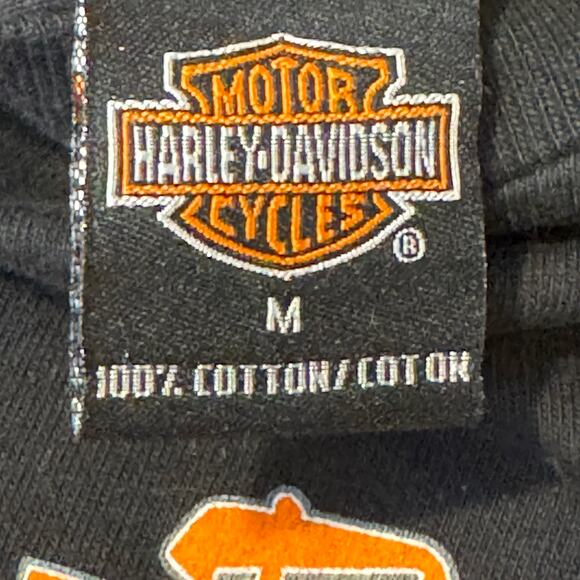 MOTOR
HARLEY-DAVIDSON
CYCLES
®
M
100% COTTON/COTON